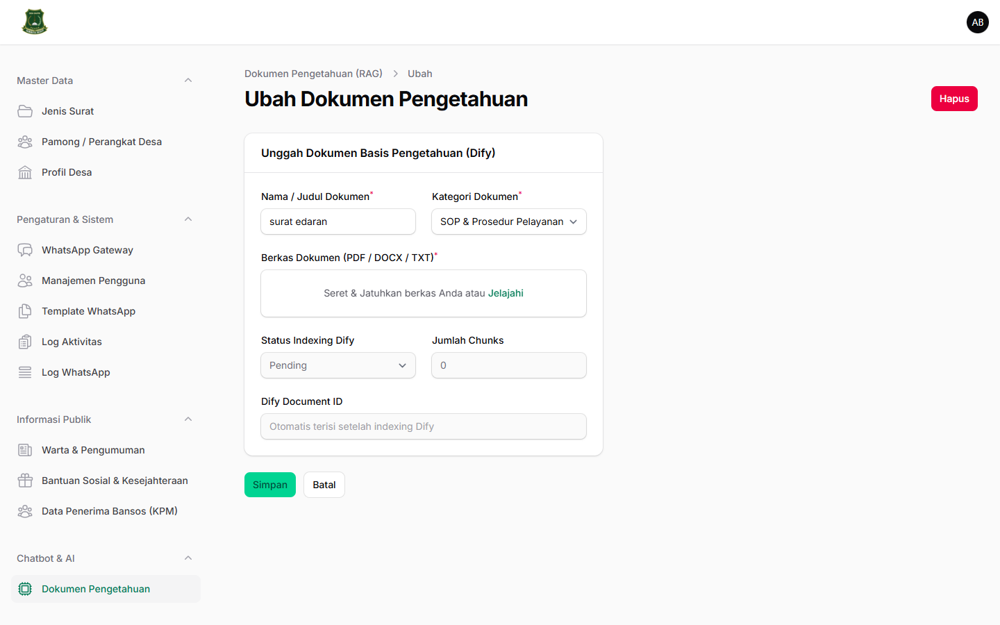 AB
Master Data
Jenis Surat
Pamong / Perangkat Desa
Profil Desa
Pengaturan & Sistem
WhatsApp Gateway
Manajemen Pengguna
Template WhatsApp
Log Aktivitas
Log WhatsApp
Informasi Publik
Warta & Pengumuman
Bantuan Sosial & Kesejahteraan
Data Penerima Bansos (KPM)
Chatbot & AI
Dokumen Pengetahuan
Dokumen Pengetahuan (RAG) > Ubah
Ubah Dokumen Pengetahuan
Hapus
Unggah Dokumen Basis Pengetahuan (Dify)
Nama / Judul Dokumen* Kategori Dokumen*
surat edaran SOP & Prosedur Pelayanan
Berkas Dokumen (PDF / DOCX / TXT)*
Seret & Jatuhkan berkas Anda atau Jelajahi
Status Indexing Dify Jumlah Chunks
Pending 0
Dify Document ID
Otomatis terisi setelah indexing Dify
Simpan Batal